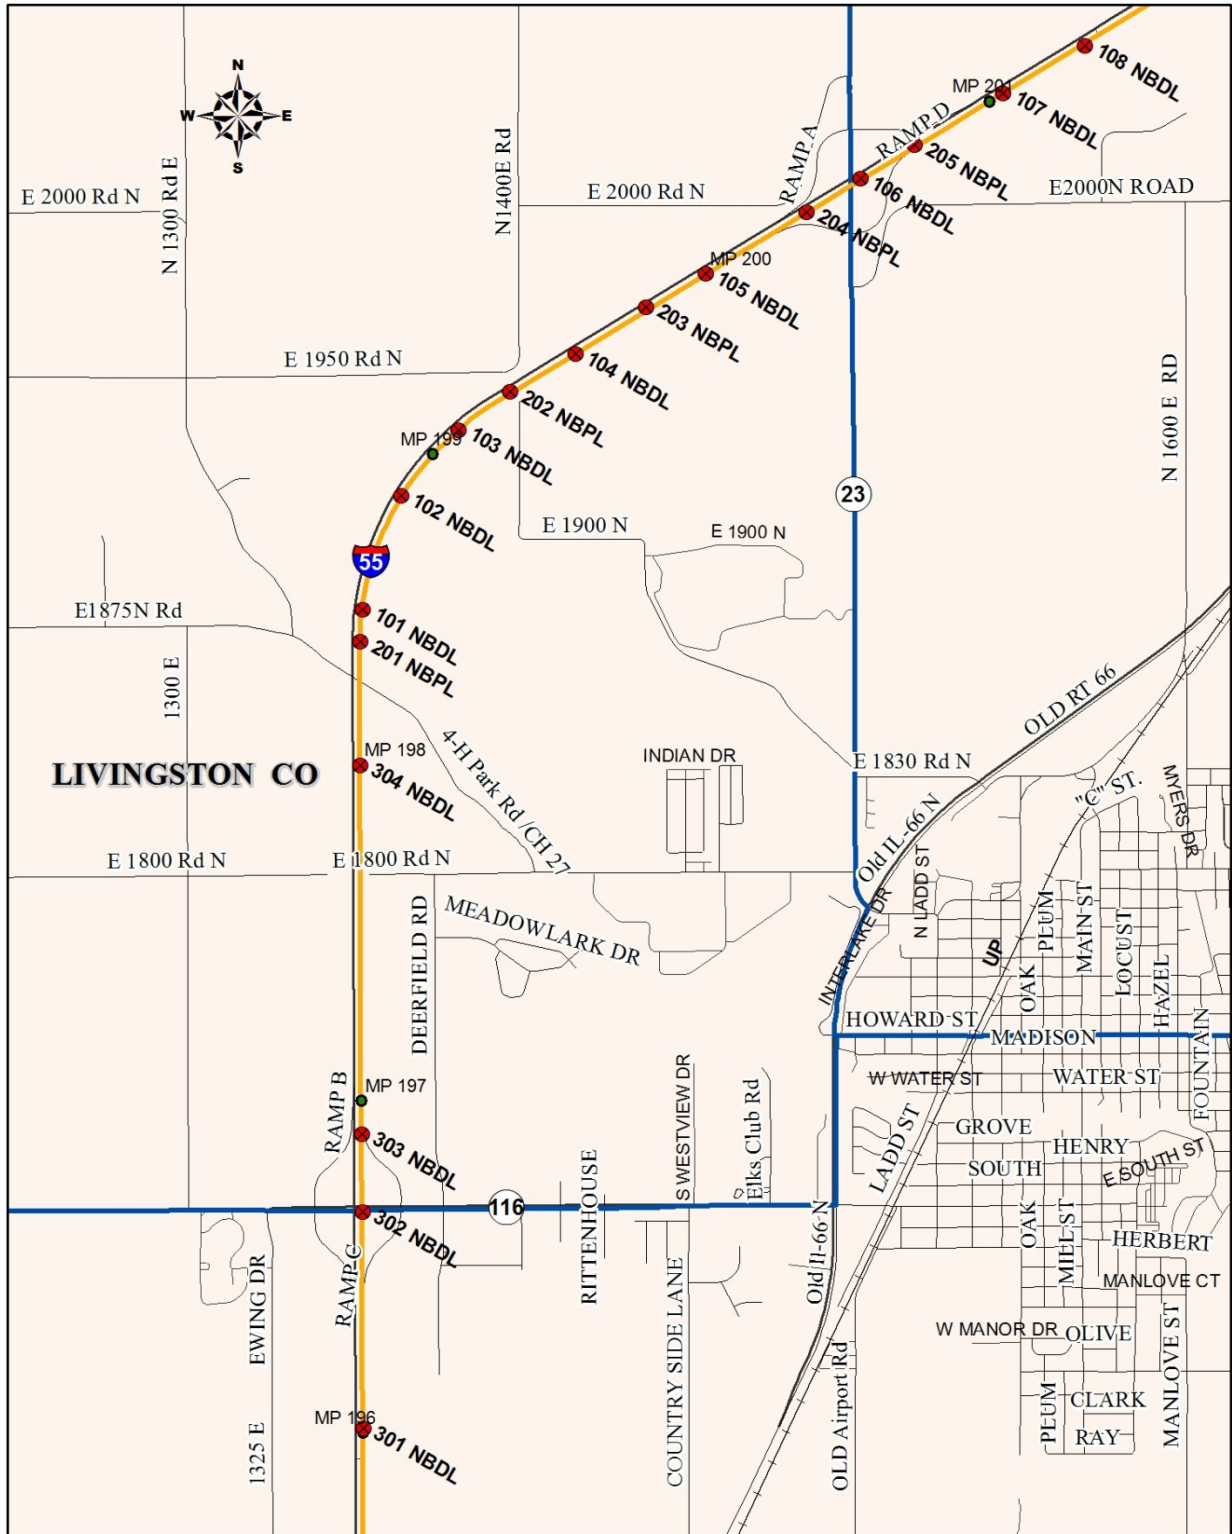 N
W
E
S
MP 201
108 NBDL
107 NBDL
RAMP D
205 NBPL
RAMP A
106 NBDL
204 NBPL
N 1300 Rd E
N1400E Rd
E 2000 Rd N
E 2000 Rd N
E2000N ROAD
MP 200
105 NBDL
203 NBPL
104 NBDL
E 1950 Rd N
202 NBPL
N 1600 E RD
MP 199
103 NBDL
102 NBDL
23
E 1900 N
E 1900 N
55
E1875N Rd
101 NBDL
201 NBPL
1300 E
OLD RT 66
MP 198
304 NBDL
LIVINGSTON CO
INDIAN DR
E 1830 Rd N
4-H Park Rd /CH 27
"C" ST.
MYERS DR
Old IL-66 N
E 1800 Rd N
E 1800 Rd N
N LADD ST
DEERFIELD RD
MEADOWLARK DR
INTERLAKE DR
UP
OAK
PLUM
MAIN ST
LOCUST
HAZEL
HOWARD ST
MADISON
FOUNTAIN
MP 197
RAMP B
W WATER ST
WATER ST
S WESTVIEW DR
Elks Club Rd
LADD ST
GROVE
HENRY
SOUTH
E SOUTH ST
303 NBDL
RITTENHOUSE
116
302 NBDL
RAMP C
Old Il-66 N
OAK
MILL ST
HERBERT
MANLOVE CT
EWING DR
COUNTRY SIDE LANE
W MANOR DR
OLIVE
MANLOVE ST
OLD Airport Rd
PLUM
CLARK
RAY
MP 196
301 NBDL
1325 E